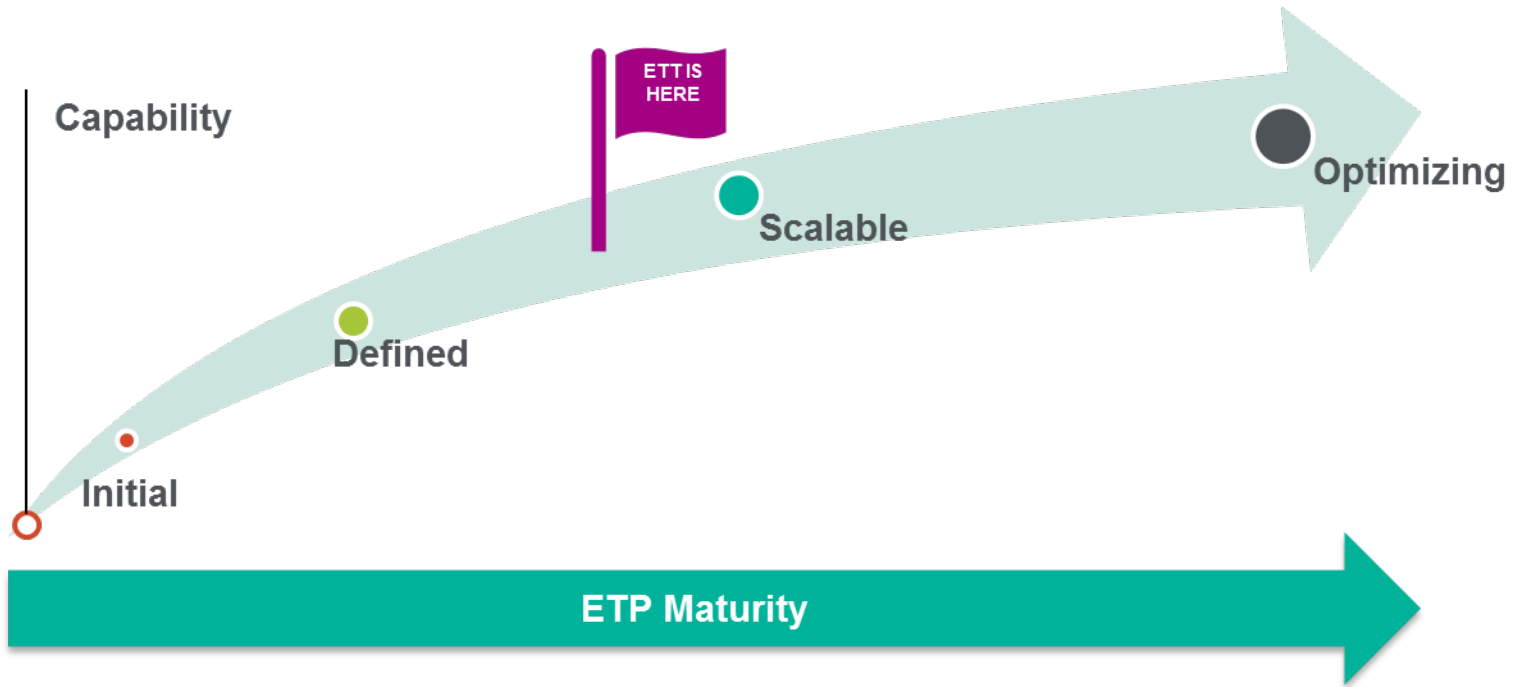 ETT IS
HERE
Capability
Optimizing
Scalable
Defined
Initial
ETP Maturity